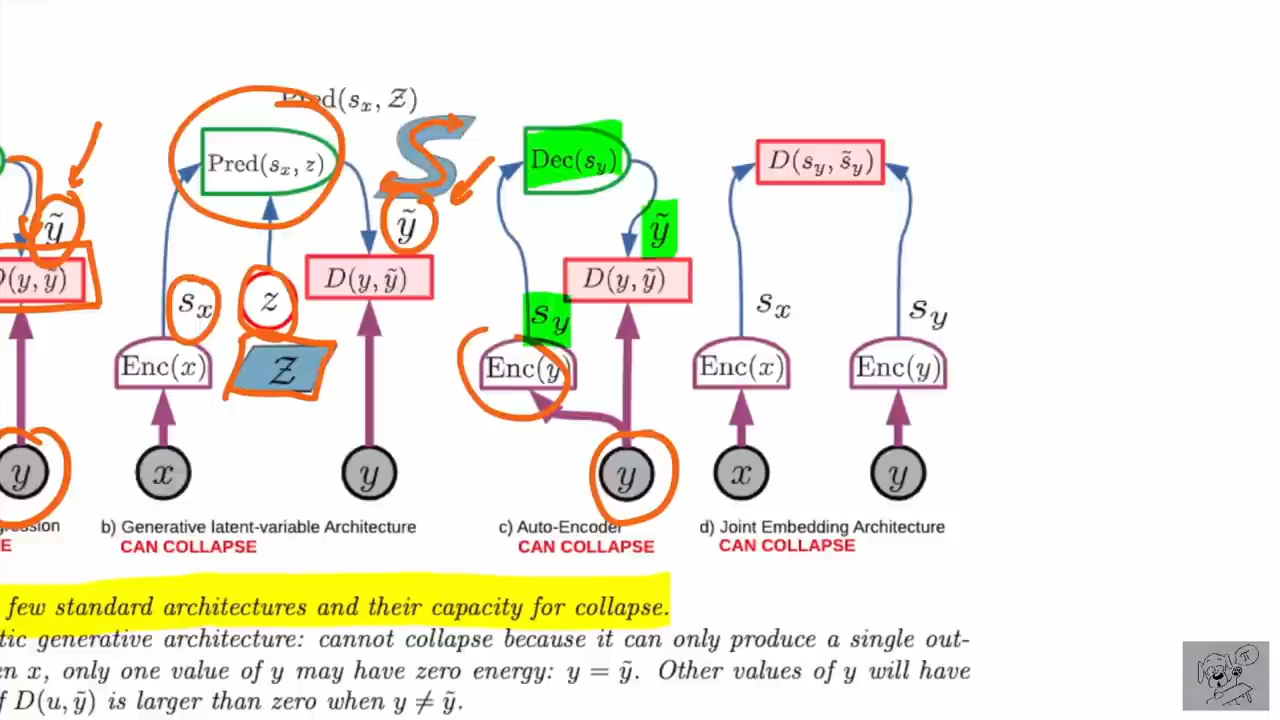 Pred(s_x, Z)
Pred(s_x, z)
Dec(s_y)
D(s_y, s̃_y)
ỹ
ỹ
ỹ
D(y, ỹ)
D(y, ỹ)
s_x
z
s_y
s_x
s_y
Enc(x)
Z
Enc(y)
Enc(x)
Enc(y)
y
x
y
y
x
y
b) Generative latent-variable Architecture
CAN COLLAPSE
c) Auto-Encoder
CAN COLLAPSE
d) Joint Embedding Architecture
CAN COLLAPSE
few standard architectures and their capacity for collapse.
tic generative architecture: cannot collapse because it can only produce a single out-
en x, only one value of y may have zero energy: y = ỹ. Other values of y will have
f D(u, ỹ) is larger than zero when y ≠ ỹ.